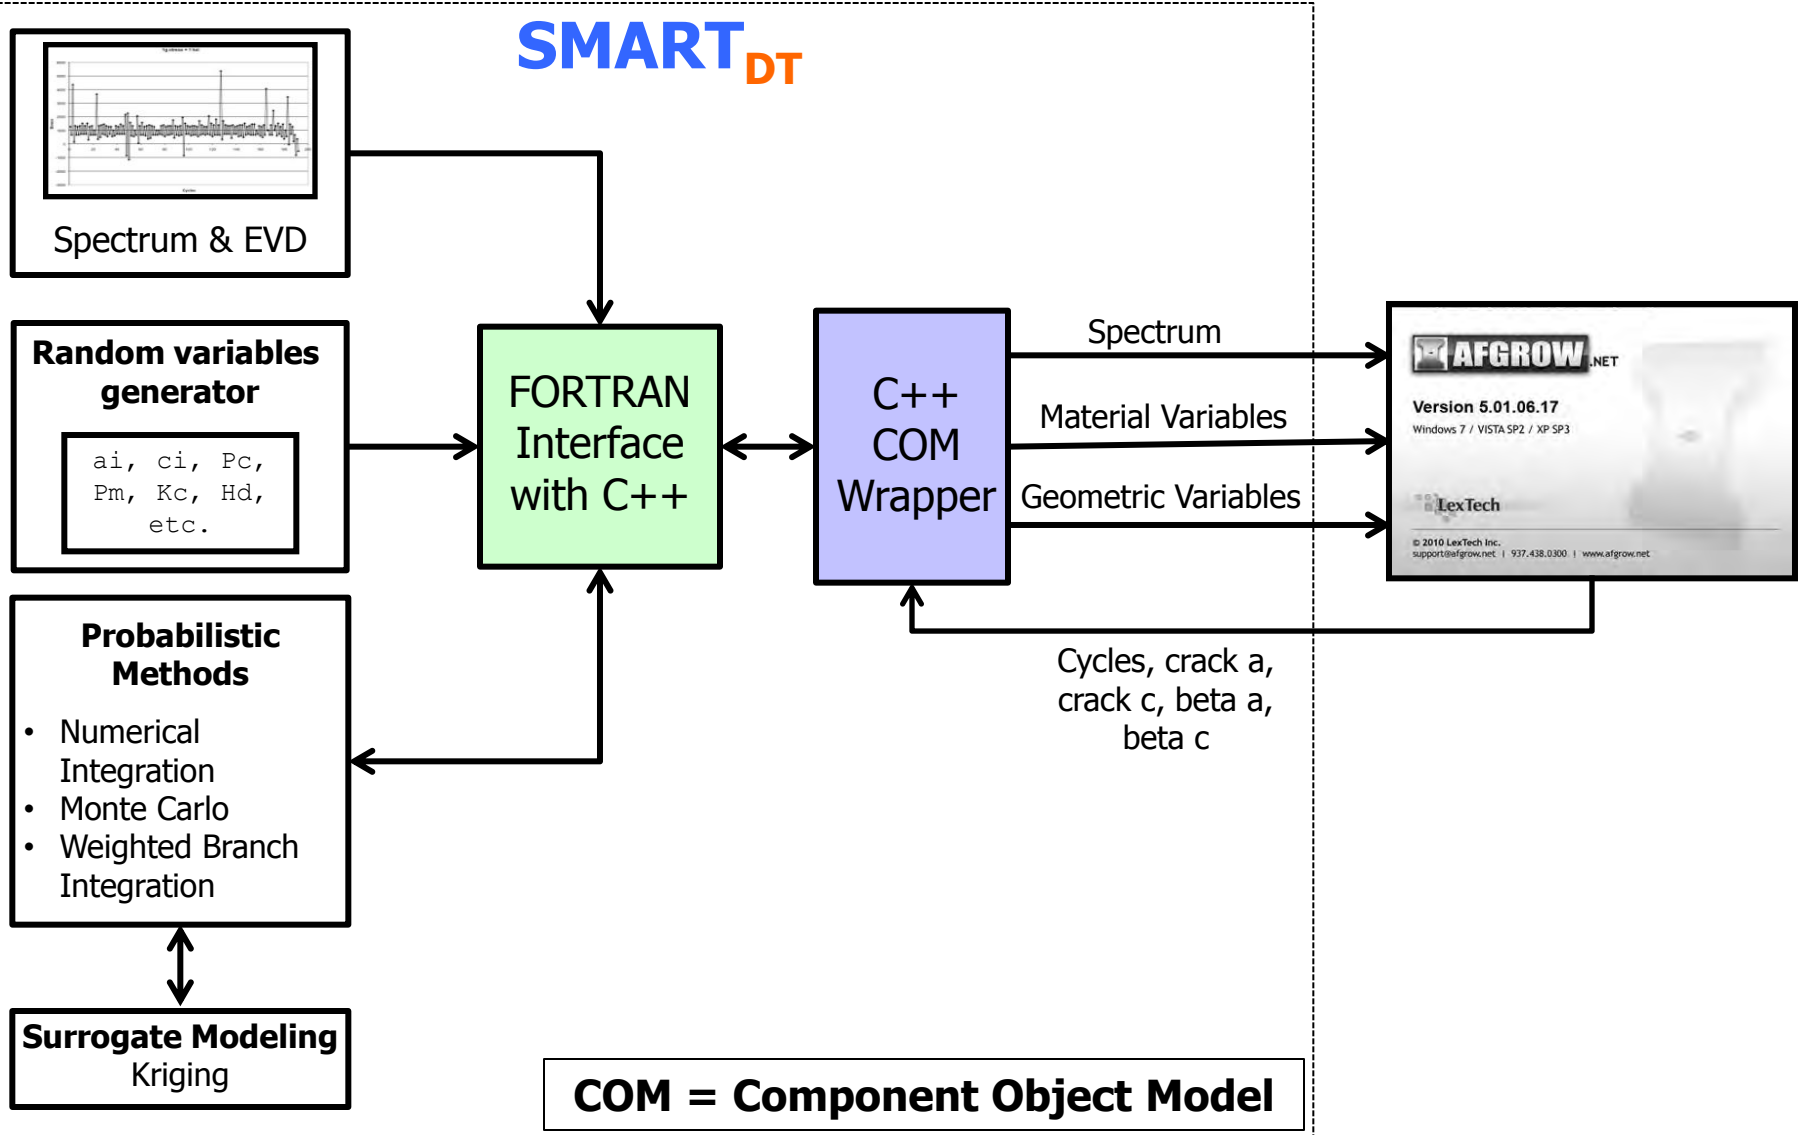 SMARTDT
Spectrum & EVD
Random variables
generator
ai, ci, Pc,
Pm, Kc, Hd,
etc.
Probabilistic
Methods
• Numerical
Integration
• Monte Carlo
• Weighted Branch
Integration
Surrogate Modeling
Kriging
FORTRAN
Interface
with C++
C++
COM
Wrapper
Spectrum
Material Variables
Geometric Variables
Cycles, crack a,
crack c, beta a,
beta c
AFGROW.NET
Version 5.01.06.17
Windows 7 / VISTA SP2 / XP SP3
LexTech
© 2010 LexTech Inc.
support@afgrow.net | 937.438.0300 | www.afgrow.net
COM = Component Object Model